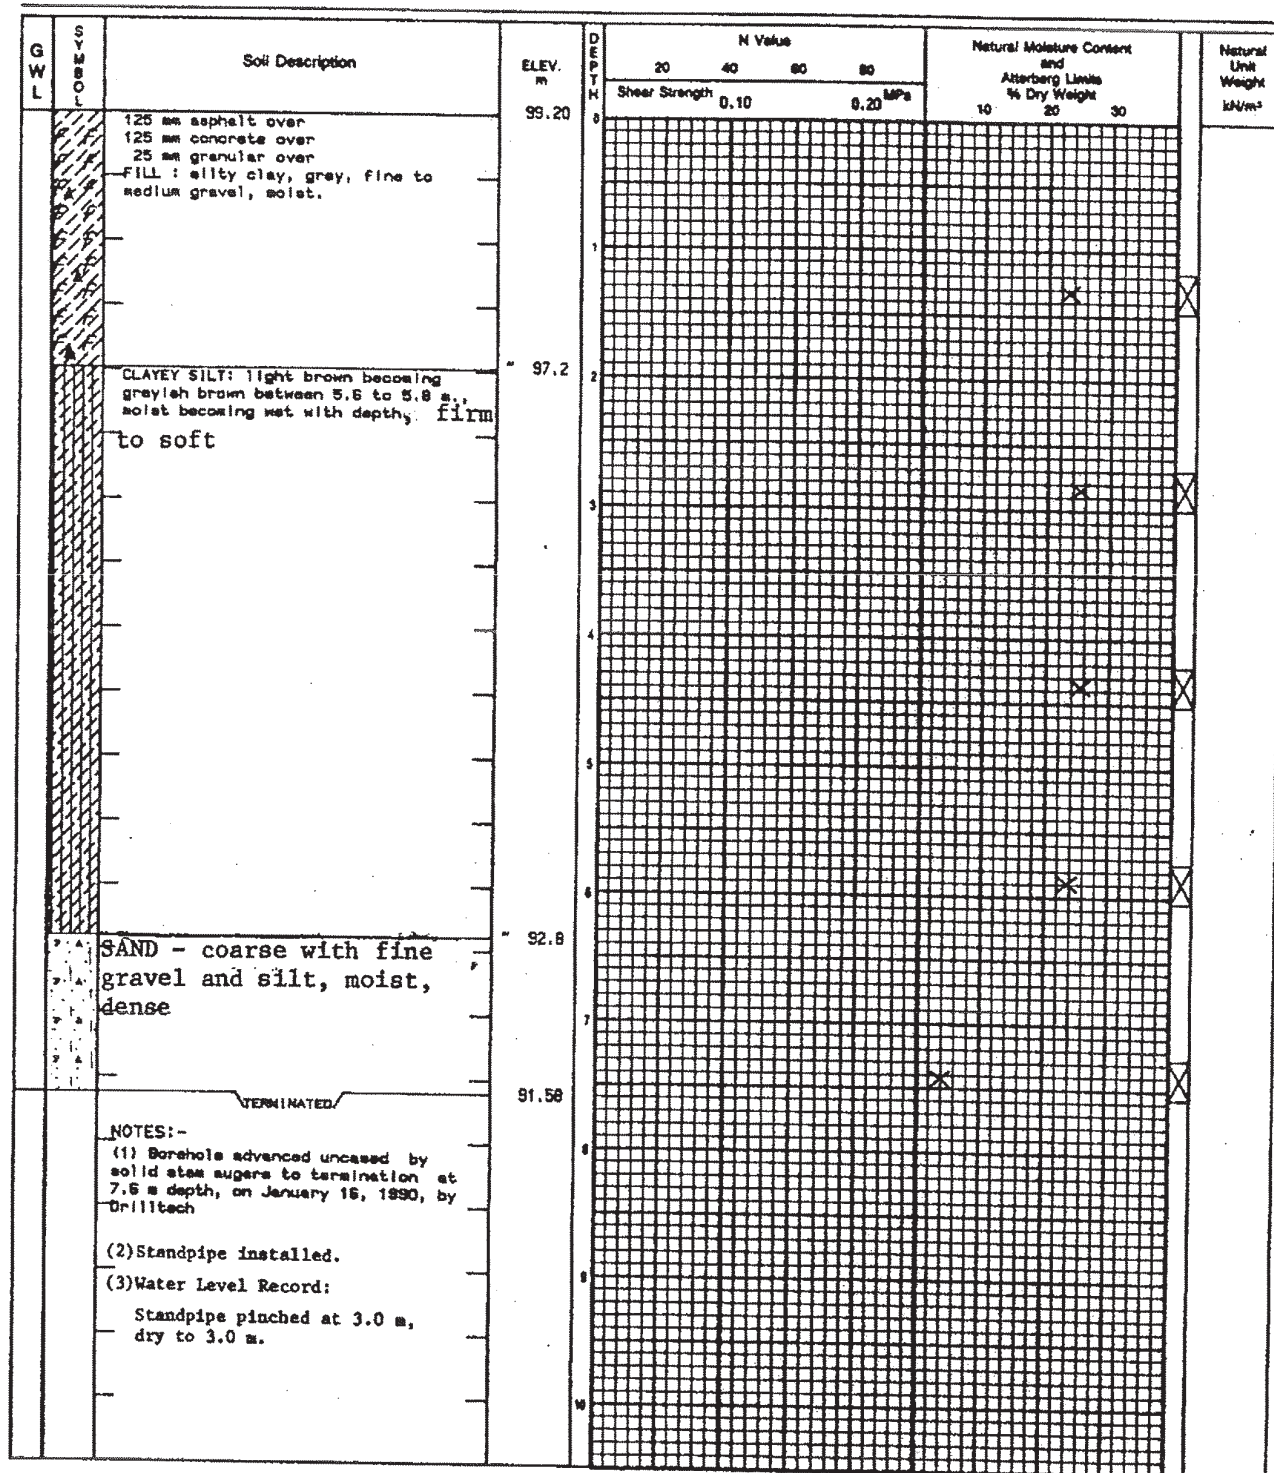 GWL
SYMBOL
Soil Description
ELEV.
m
DEPTH
N Value
20 40 60 80
Shear Strength MPa
0.10 0.20
Natural Moisture Content
and
Atterberg Limits
% Dry Weight
10 20 30
Natural
Unit
Weight
kN/m³
99.20
0
125 mm asphalt over
125 mm concrete over
25 mm granular over
FILL : silty clay, grey, fine to
medium gravel, moist.
1
" 97.2
2
CLAYEY SILT: light brown becoming
greyish brown between 5.6 to 5.8 m.,
moist becoming wet with depth, firm
to soft
3
4
5
6
" 92.8
SAND - coarse with fine
gravel and silt, moist,
dense
7
91.58
TERMINATED
NOTES:-
(1) Borehole advanced uncased by
solid stem augers to termination at
7.6 m depth, on January 16, 1990, by
Drilltech
8
(2)Standpipe installed.
(3)Water Level Record:
9
Standpipe pinched at 3.0 m,
dry to 3.0 m.
10